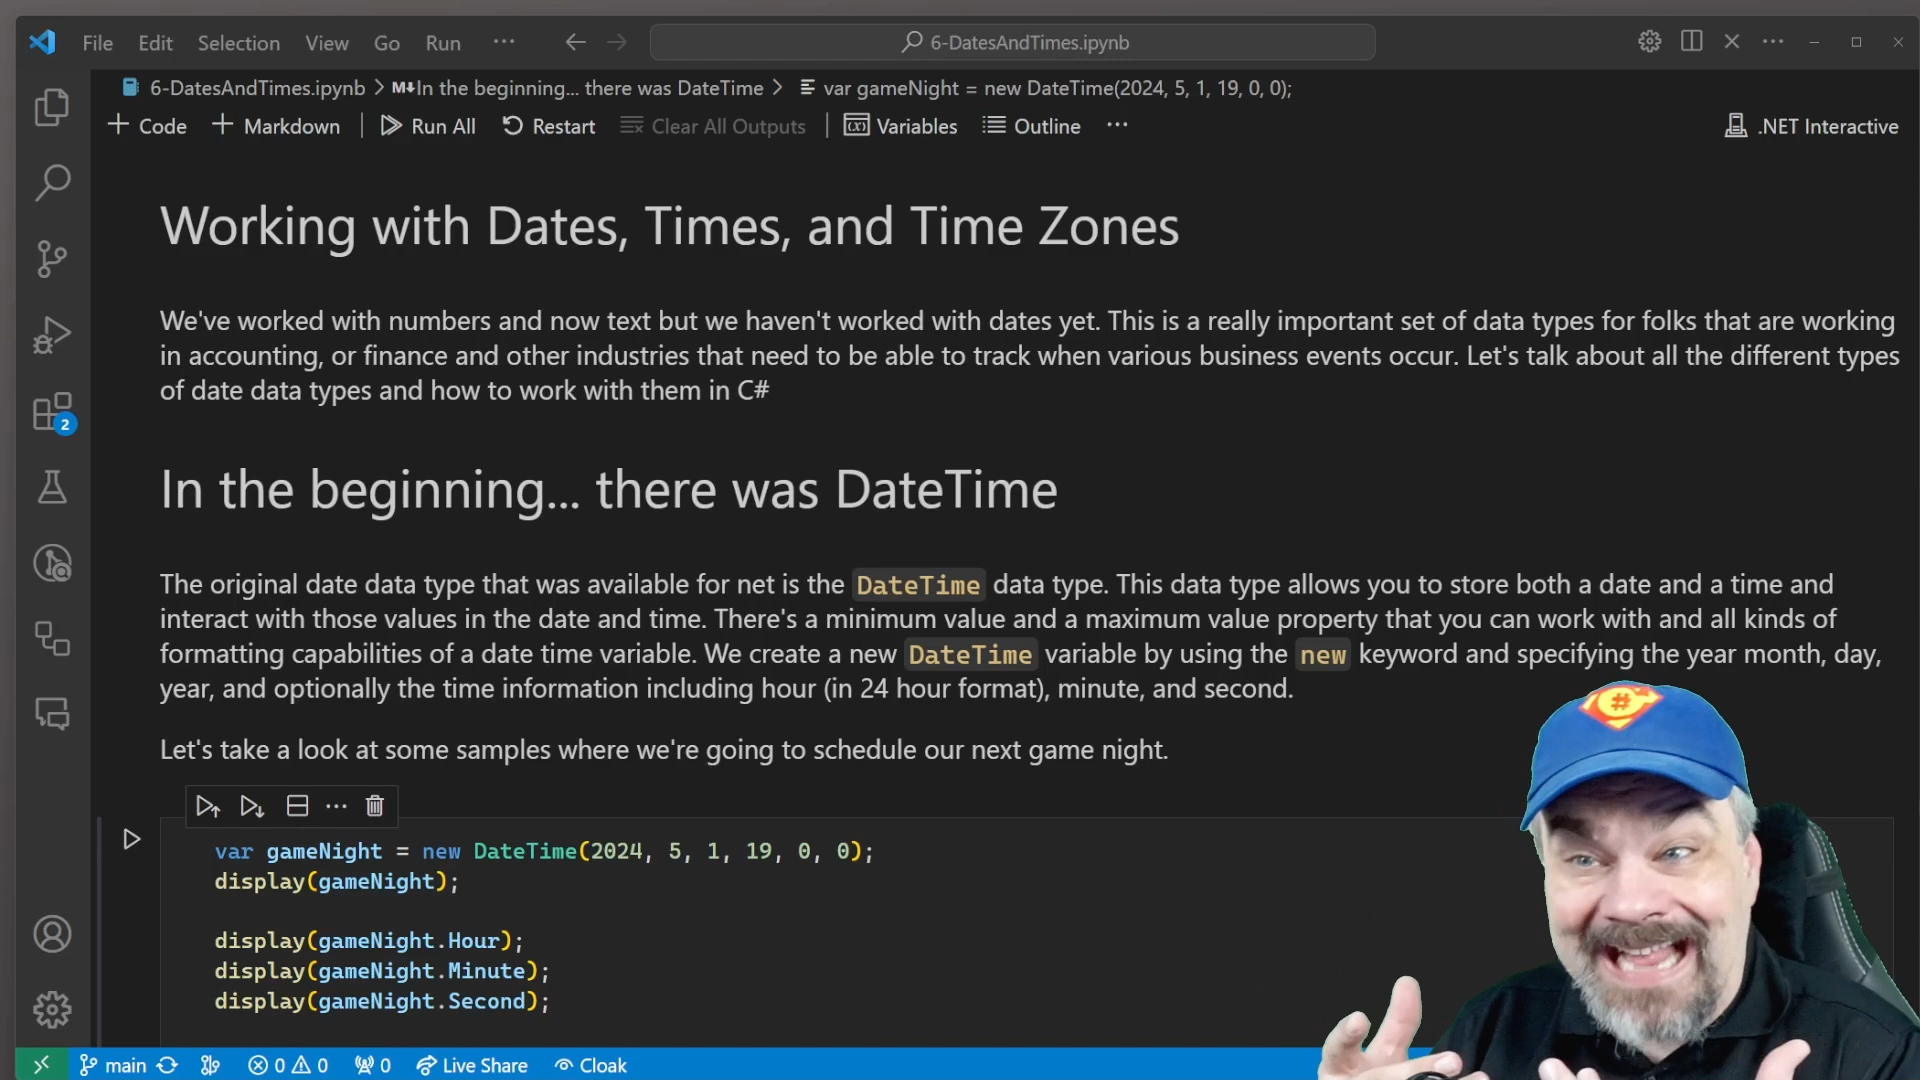 File Edit Selection View Go Run ··· 6-DatesAndTimes.ipynb
6-DatesAndTimes.ipynb > M↓In the beginning... there was DateTime > var gameNight = new DateTime(2024, 5, 1, 19, 0, 0);
+ Code + Markdown Run All Restart Clear All Outputs Variables Outline ··· .NET Interactive
Working with Dates, Times, and Time Zones
We've worked with numbers and now text but we haven't worked with dates yet. This is a really important set of data types for folks that are working
in accounting, or finance and other industries that need to be able to track when various business events occur. Let's talk about all the different types
of date data types and how to work with them in C#
2
In the beginning... there was DateTime
The original date data type that was available for net is the DateTime data type. This data type allows you to store both a date and a time and
interact with those values in the date and time. There's a minimum value and a maximum value property that you can work with and all kinds of
formatting capabilities of a date time variable. We create a new DateTime variable by using the new keyword and specifying the year month, day,
year, and optionally the time information including hour (in 24 hour format), minute, and second.
#
Let's take a look at some samples where we're going to schedule our next game night.
var gameNight = new DateTime(2024, 5, 1, 19, 0, 0);
display(gameNight);
display(gameNight.Hour);
display(gameNight.Minute);
display(gameNight.Second);
main 0 0 0 Live Share Cloak